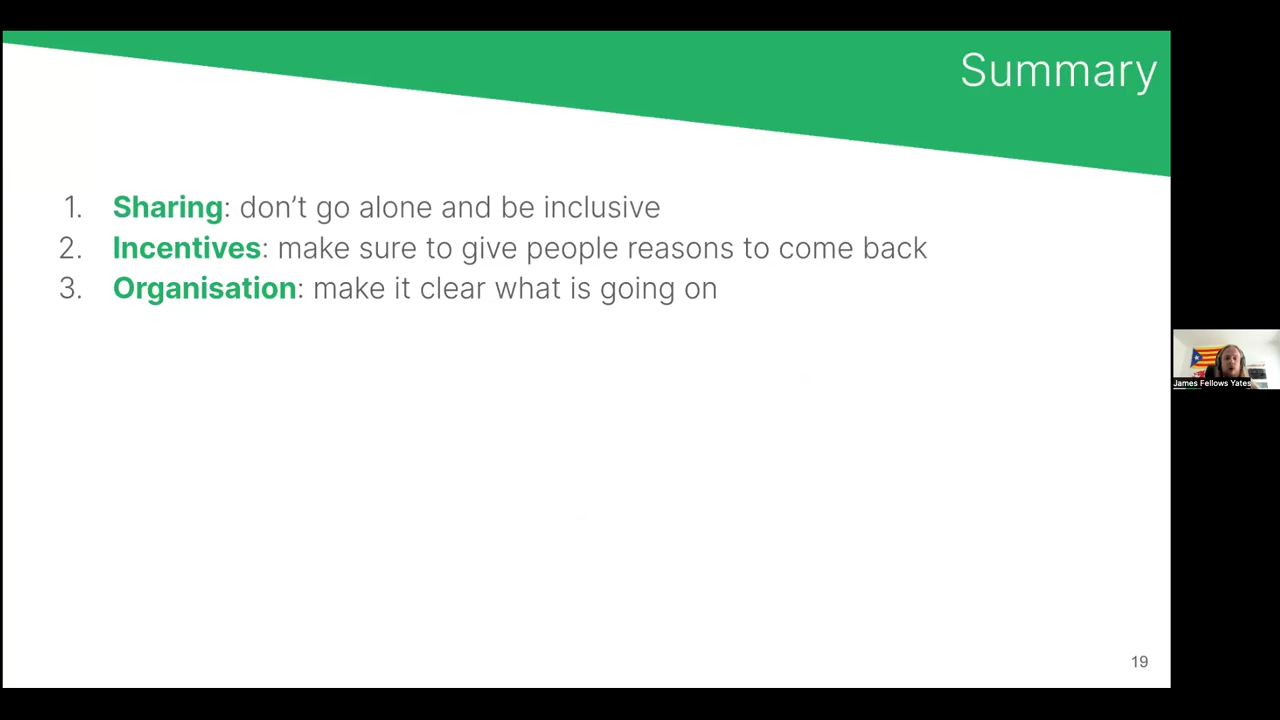 Summary
1. Sharing: don’t go alone and be inclusive
2. Incentives: make sure to give people reasons to come back
3. Organisation: make it clear what is going on
James Fellows Yates
19